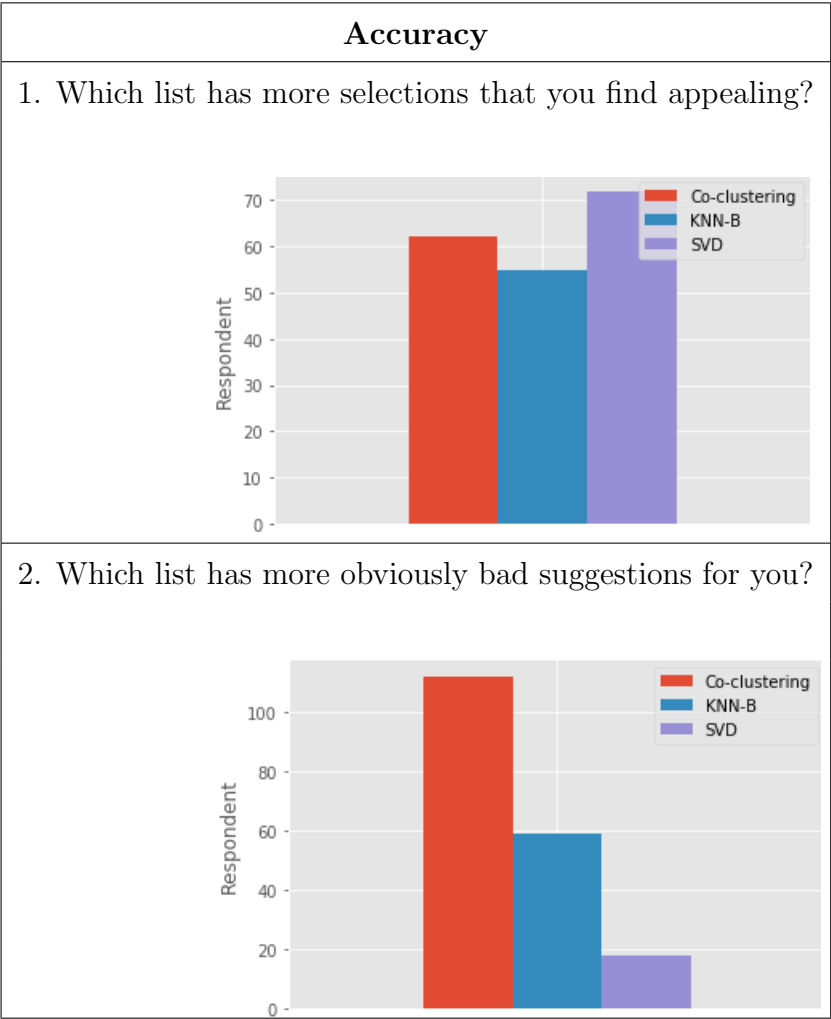 Accuracy
1. Which list has more selections that you find appealing?
70
60
50
40
30
20
10
0
Respondent
Co-clustering
KNN-B
SVD
2. Which list has more obviously bad suggestions for you?
100
80
60
40
20
0
Respondent
Co-clustering
KNN-B
SVD